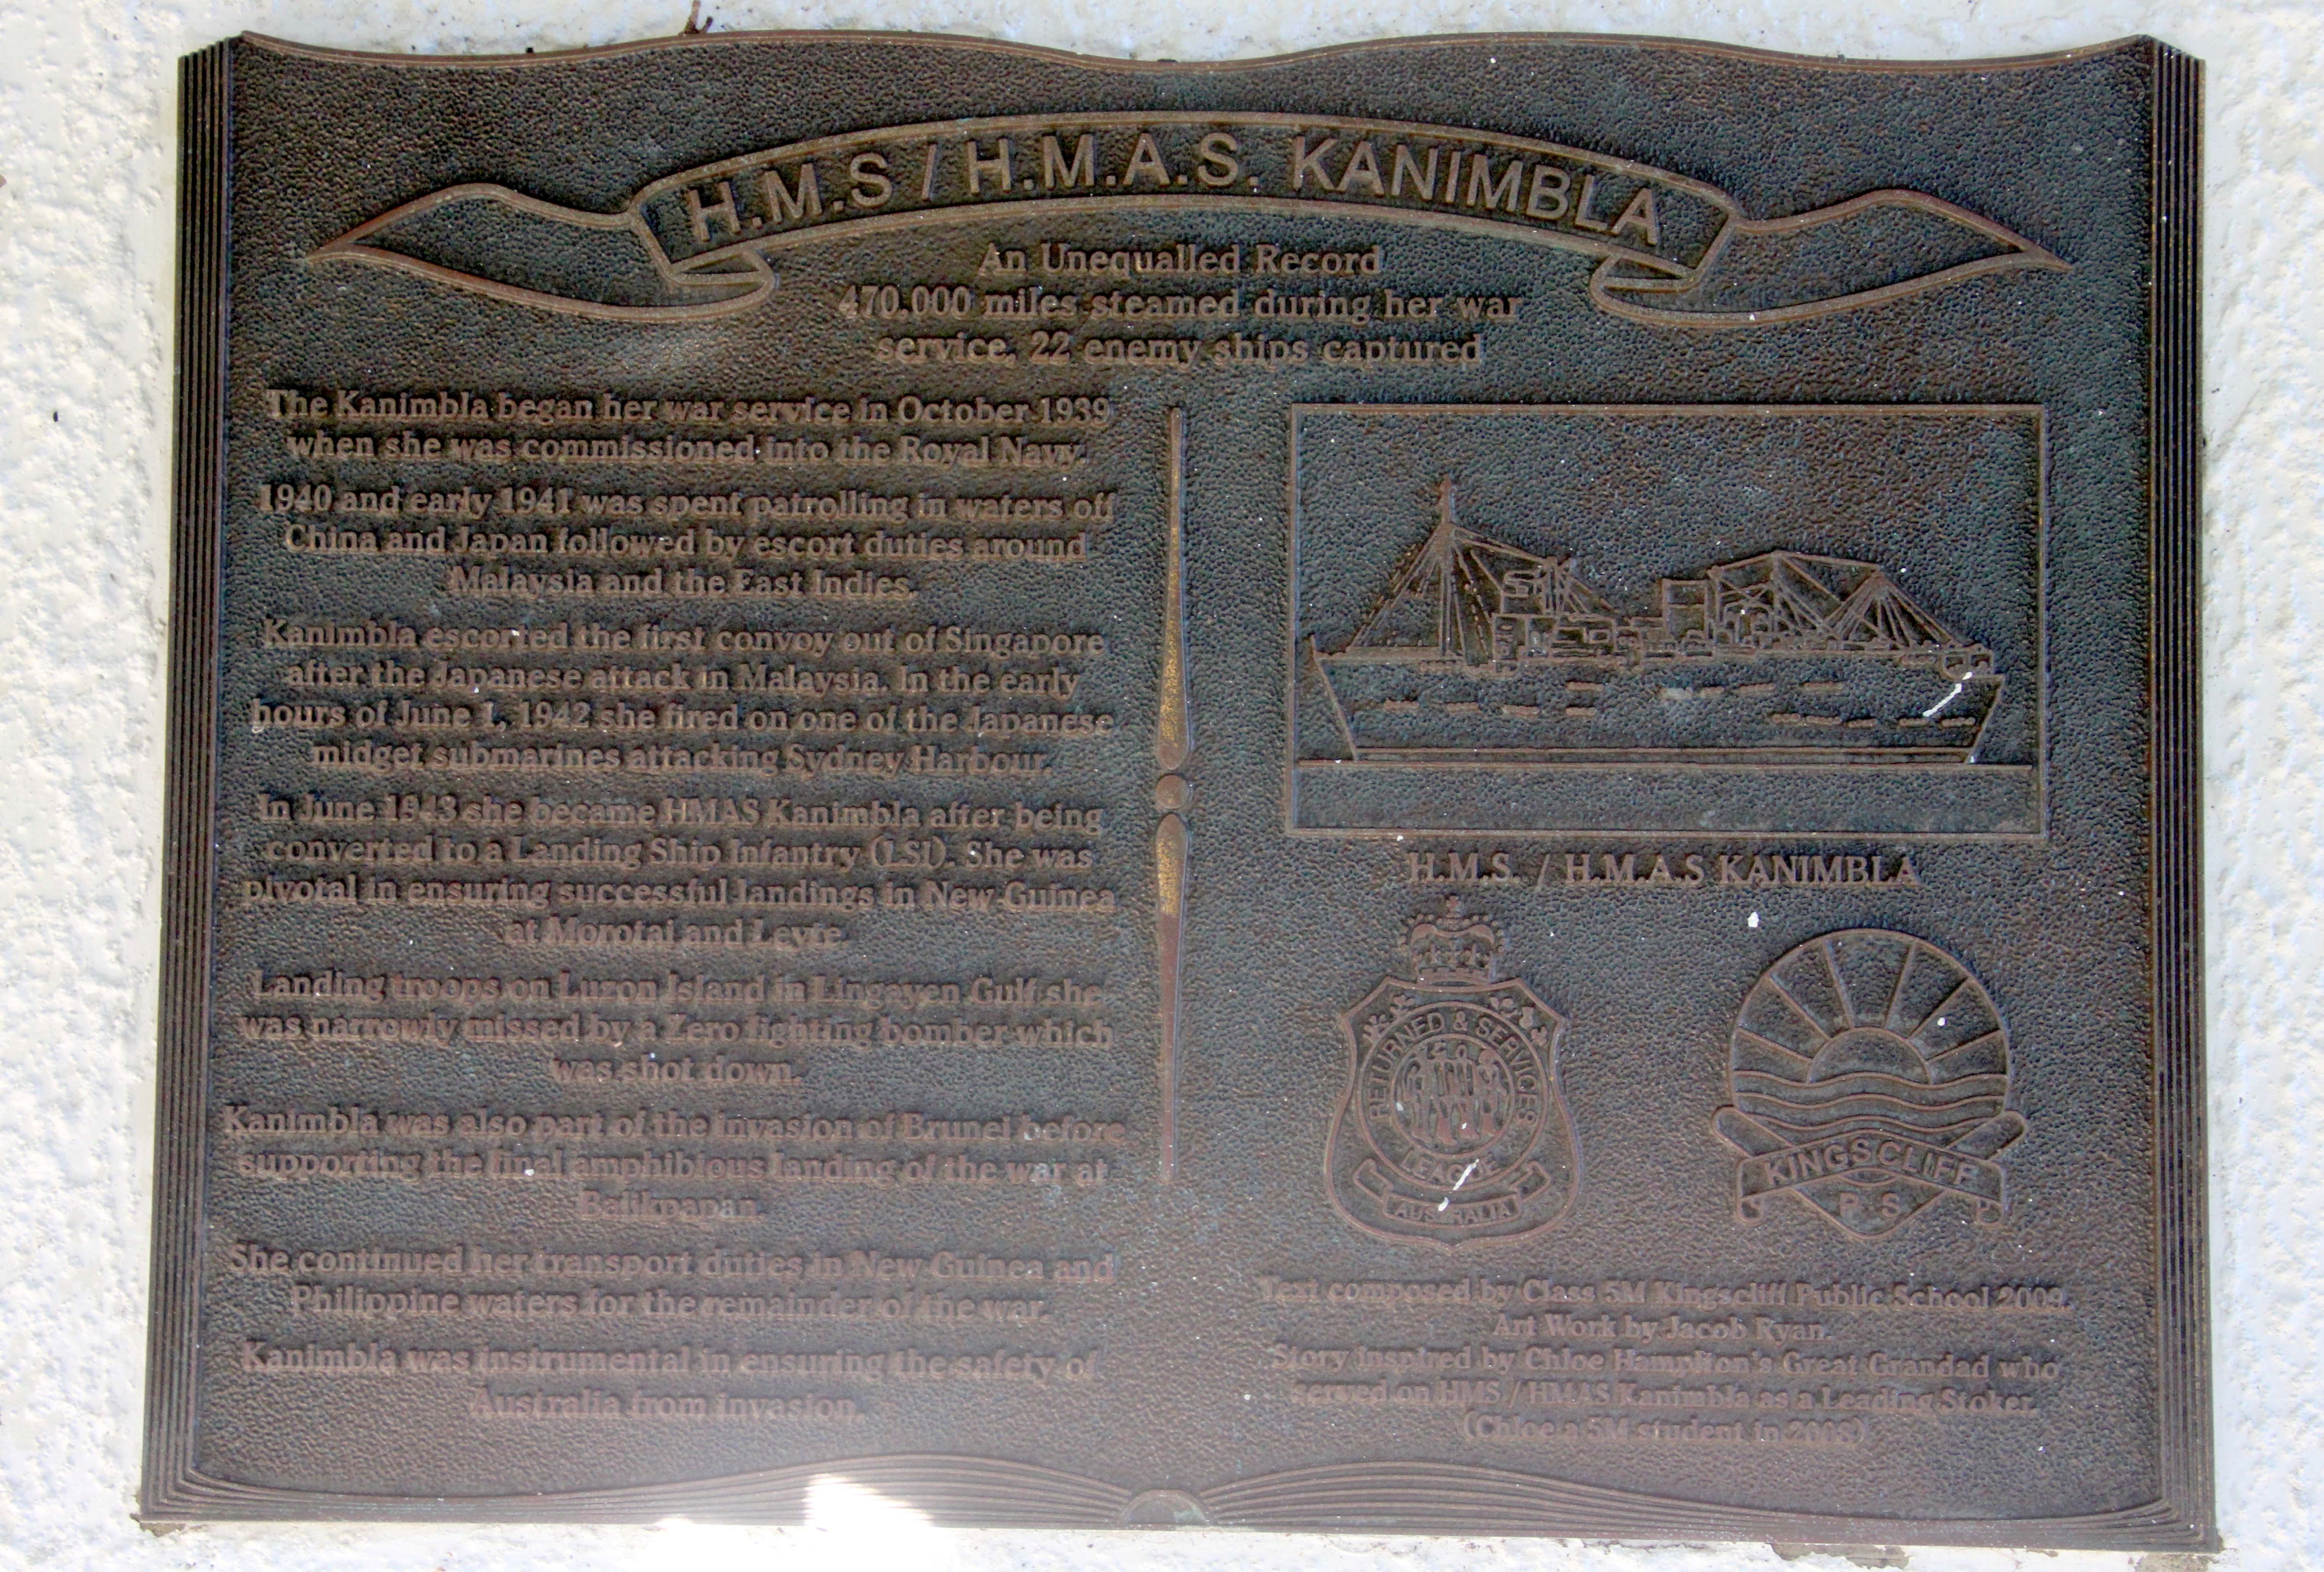 H.M.S / H.M.A.S. KANIMBLA
An Unequalled Record
470.000 miles steamed during her war
service. 22 enemy ships captured
The Kanimbla began her war service in October 1939
when she was commissioned into the Royal Navy.
1940 and early 1941 was spent patrolling in waters off
China and Japan followed by escort duties around
Malaysia and the East Indies.
Kanimbla escorted the first convoy out of Singapore
after the Japanese attack in Malaysia. In the early
hours of June 1, 1942 she fired on one of the Japanese
midget submarines attacking Sydney Harbour.
In June 1943 she became HMAS Kanimbla after being
converted to a Landing Ship Infantry (LSI). She was
pivotal in ensuring successful landings in New Guinea
at Morotai and Leyte.
Landing troops on Luzon Island in Lingayen Gulf she
was narrowly missed by a Zero fighting bomber which
was shot down.
Kanimbla was also part of the invasion of Brunei before
supporting the final amphibious landing of the war at
Balikpapan.
She continued her transport duties in New Guinea and
Philippine waters for the remainder of the war.
Kanimbla was instrumental in ensuring the safety of
Australia from invasion.
H.M.S. / H.M.A.S KANIMBLA
RETURNED & SERVICES
LEAGUE
AUSTRALIA
KINGSCLIFF
P S
Text composed by Class 5M Kingscliff Public School 2009.
Art Work by Jacob Ryan.
Story Inspired by Chloe Hampton's Great Grandad who
served on HMS / HMAS Kanimbla as a Leading Stoker.
(Chloe a 5M student in